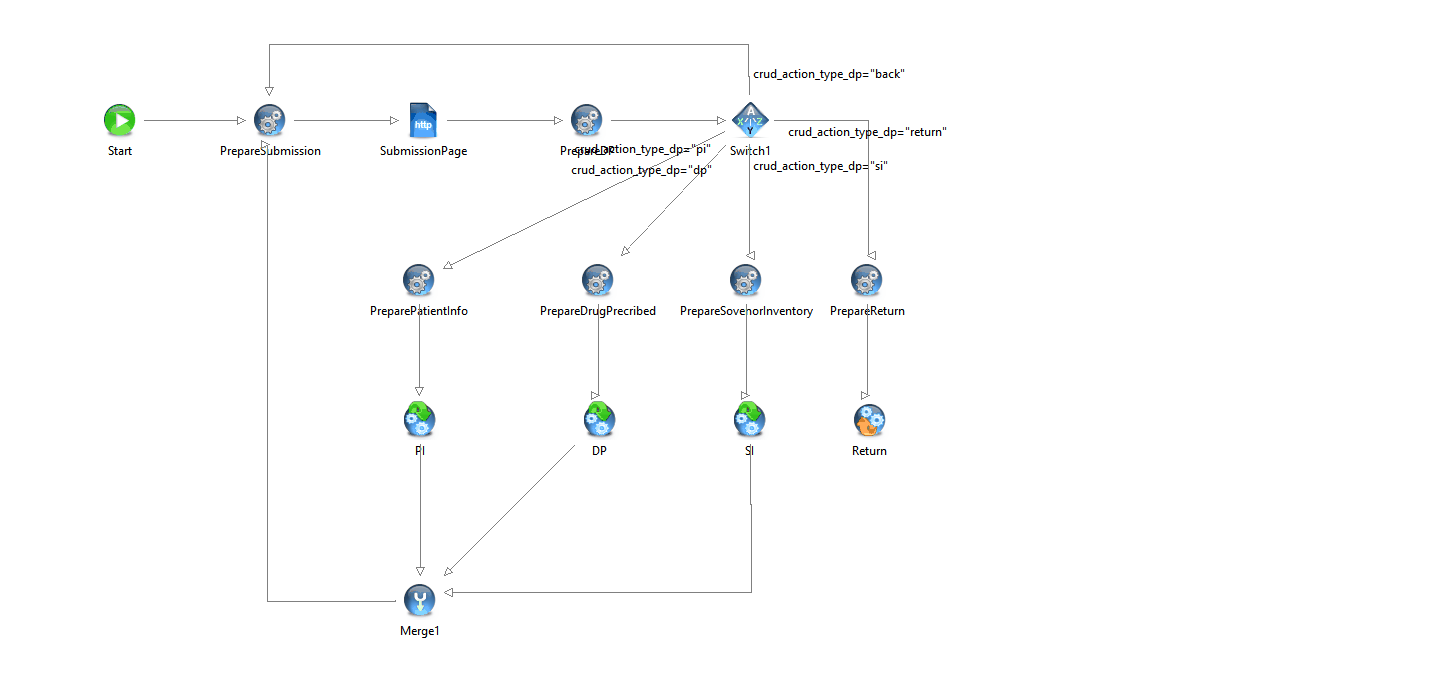 crud_action_type_dp="back"
http
A
X Z
Y
crud_action_type_dp="return"
Start
PrepareSubmission
SubmissionPage
PrepareDP
crud_action_type_dp="pi"
Switch1
crud_action_type_dp="dp"
crud_action_type_dp="si"
PreparePatientInfo
PrepareDrugPrecribed
PrepareSovenorInventory
PrepareReturn
PI
DP
SI
Return
Merge1